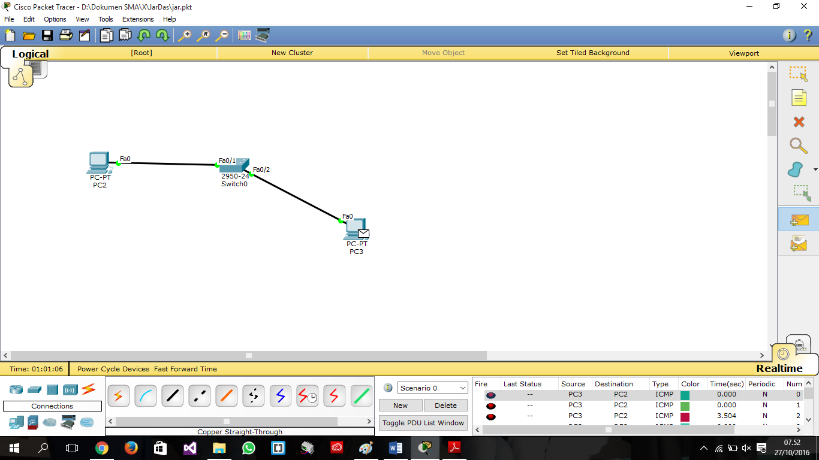 Cisco Packet Tracer - D:\Dokumen SMA\X\JarDas\jar.pkt
File Edit Options View Tools Extensions Help
Logical [Root] New Cluster Move Object Set Tiled Background Viewport
Fa0 Fa0/1 Fa0/2
PC-PT
PC2
2950-24
Switch0
Fa0
PC-PT
PC3
Time: 01:01:06 Power Cycle Devices Fast Forward Time Realtime
Scenario 0
New Delete
Toggle PDU List Window
Connections
Copper Straight-Through
Fire Last Status Source Destination Type Color Time(sec) Periodic Num
-- PC3 PC2 ICMP 0.000 N 0
-- PC3 PC2 ICMP 0.000 N 1
-- PC3 PC2 ICMP 3.504 N 2
07.52
27/10/2016